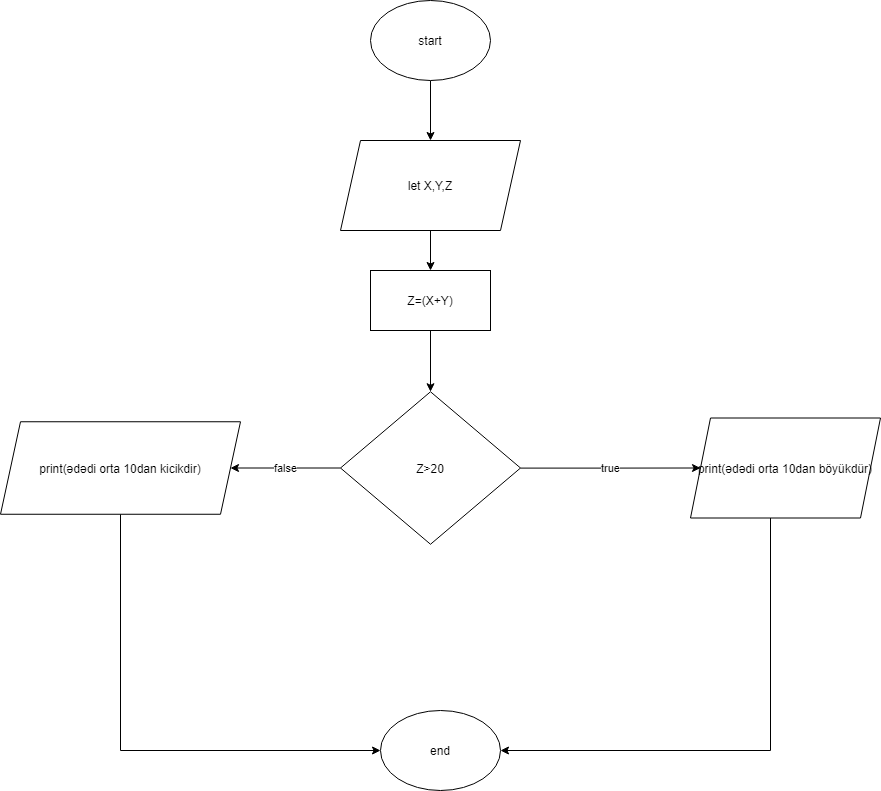 start
let X,Y,Z
Z=(X+Y)
print(ədədi orta 10dan kicikdir)
false
Z>20
true
print(ədədi orta 10dan böyükdür)
end